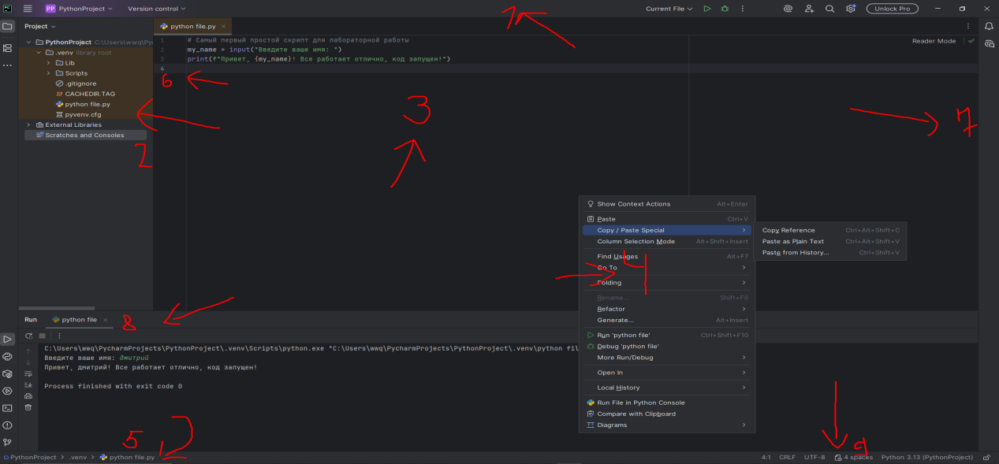 PC PP PythonProject Version control Current File Unlock Pro
1
Project
python file.py
PythonProject C:\Users\wwq\Py
.venv library root
Lib
Scripts
.gitignore
CACHEDIR.TAG
python file.py
pyvenv.cfg
External Libraries
Scratches and Consoles
2
1 # Самый первый простой скрипт для лабораторной работы
2 my_name = input("Введите ваше имя: ")
3 print(f"Привет, {my_name}! Все работает отлично, код запущен!")
4
Reader Mode
6
3
7
Show Context Actions Alt+Enter
Paste Ctrl+V
Copy / Paste Special
Column Selection Mode Alt+Shift+Insert
Find Usages Alt+F7
Go To
Folding
Rename... Shift+F6
Refactor
Generate... Alt+Insert
Run 'python file' Ctrl+Shift+F10
Debug 'python file'
More Run/Debug
Open In
Local History
Run File in Python Console
Compare with Clipboard
Diagrams
Copy Reference Ctrl+Alt+Shift+C
Paste as Plain Text Ctrl+Alt+Shift+V
Paste from History... Ctrl+Shift+V
4
Run python file
8
C:\Users\wwq\PycharmProjects\PythonProject\.venv\Scripts\python.exe "C:\Users\wwq\PycharmProjects\PythonProject\.venv\python fil
Введите ваше имя: дмитрий
Привет, дмитрий! Все работает отлично, код запущен!
Process finished with exit code 0
5
9
PythonProject > .venv > python file.py
4:1 CRLF UTF-8 4 spaces Python 3.13 (PythonProject)